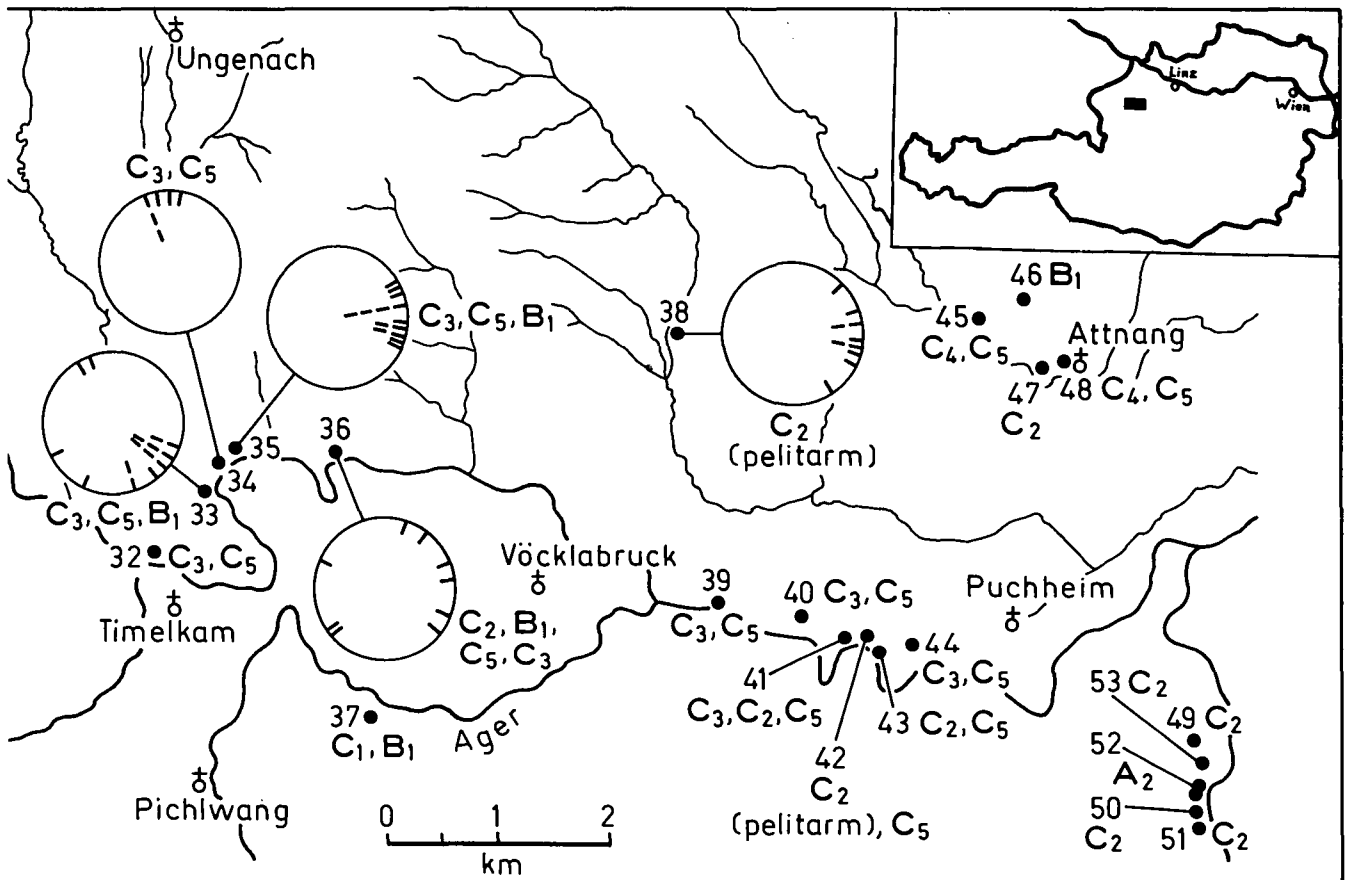 Ungenach
Linz
Wien
C₃, C₅
46 B₁
C₃, C₅, B₁
38
45
Attnang
C₄, C₅
47
48 C₄, C₅
C₂
C₂
(pelitarm)
36
35
34
C₃, C₅, B₁ 33
32 C₃, C₅
Timelkam
Vöcklabruck
C₂, B₁,
C₅, C₃
39
C₃, C₅
40 C₃, C₅
Puchheim
44
C₃, C₅
41
C₃, C₂, C₅
43 C₂, C₅
42
C₂
(pelitarm), C₅
37
C₁, B₁
Ager
Pichlwang
53 C₂
49 C₂
52
A₂
50
C₂
51 C₂
0 1 2
km